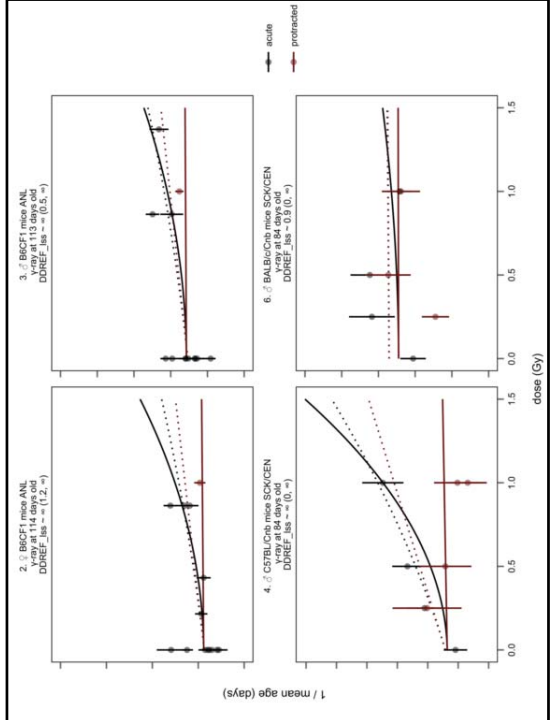 acute
protracted
2. ♀ B6CF1 mice ANL
γ-ray at 114 days old
DDREF_lss ~ ∞ (1.2, ∞)
3. ♂ B6CF1 mice ANL
γ-ray at 113 days old
DDREF_lss ~ ∞ (0.5, ∞)
4. ♂ C57BL/Cnb mice SCK/CEN
γ-ray at 84 days old
DDREF_lss ~ ∞ (0, ∞)
6. ♂ BALB/c/Cnb mice SCK/CEN
γ-ray at 84 days old
DDREF_lss ~ 0.9 (0, ∞)
0.0 0.5 1.0 1.5
0.0 0.5 1.0 1.5
dose (Gy)
1 / mean age (days)